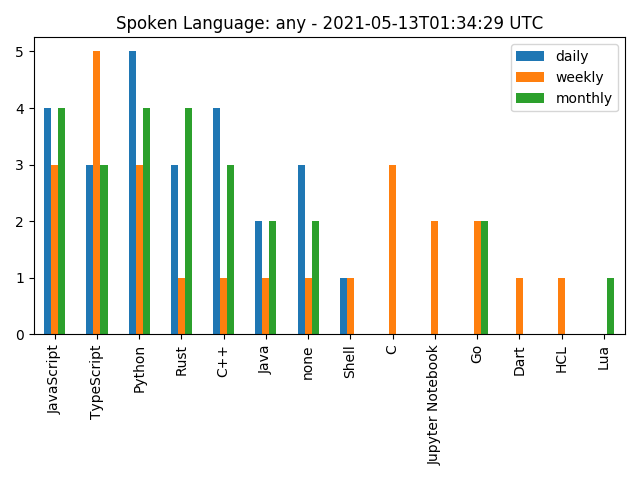 Spoken Language: any - 2021-05-13T01:34:29 UTC
daily
weekly
monthly
5
4
3
2
1
0
JavaScript
TypeScript
Python
Rust
C++
Java
none
Shell
C
Jupyter Notebook
Go
Dart
HCL
Lua